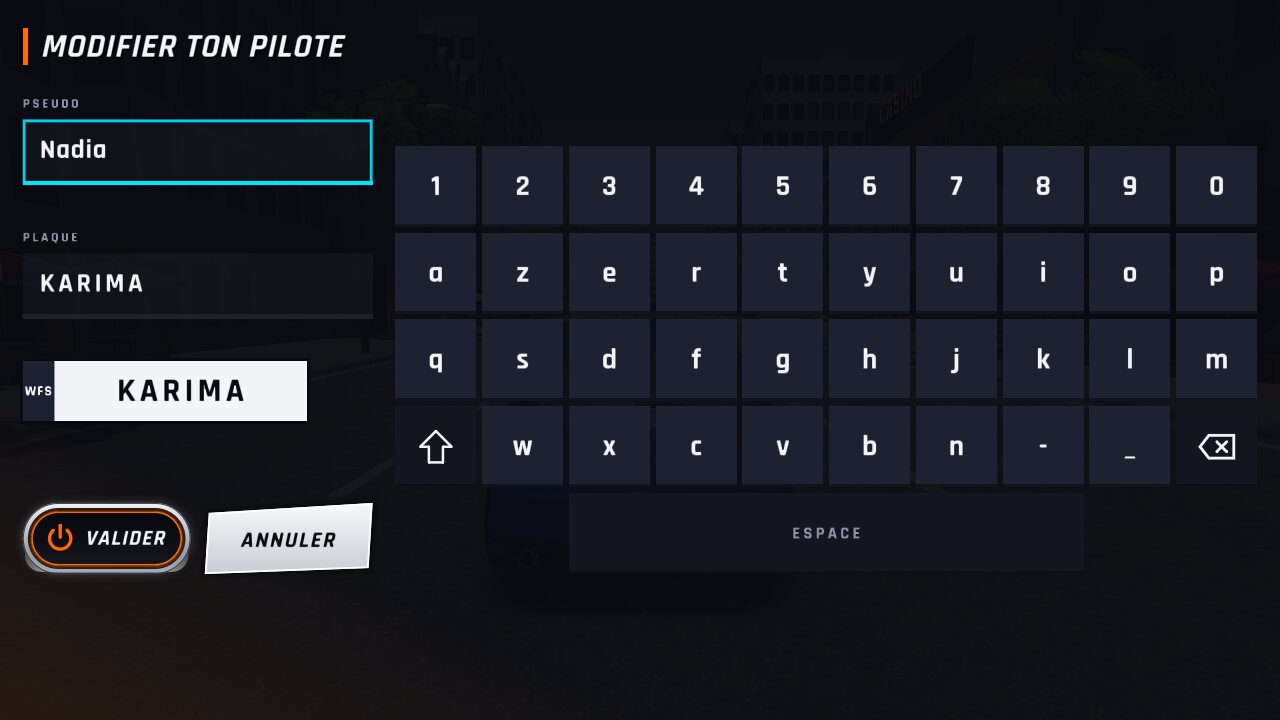 MODIFIER TON PILOTE
PSEUDO
Nadia
PLAQUE
KARIMA
WFS KARIMA
VALIDER
ANNULER
1 2 3 4 5 6 7 8 9 0
a z e r t y u i o p
q s d f g h j k l m
w x c v b n - _
ESPACE
CASINO